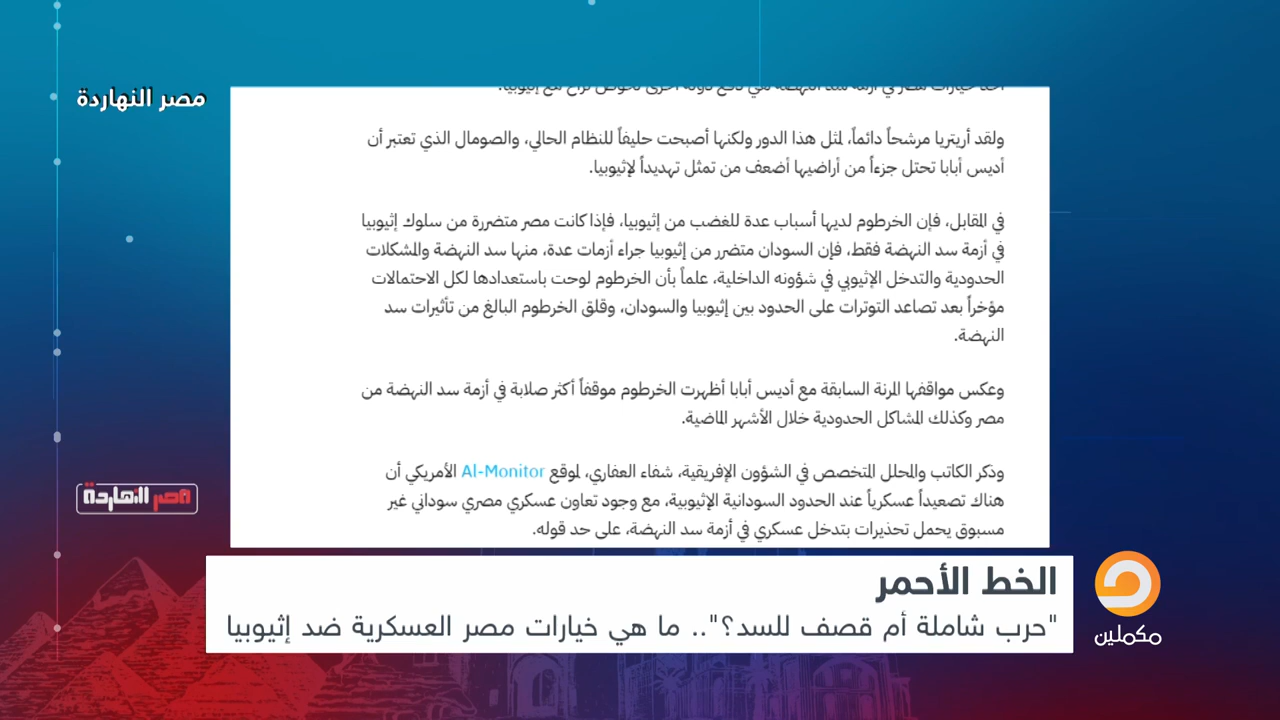 مصر النهاردة
ولقد أريتريا مرشحاً دائماً، لمثل هذا الدور ولكنها أصبحت حليفاً للنظام الحالي، والصومال الذي تعتبر أن
أديس أبابا تحتل جزءاً من أراضيها أضعف من تمثل تهديداً لإثيوبيا.
في المقابل، فإن الخرطوم لديها أسباب عدة للغضب من إثيوبيا، فإذا كانت مصر متضررة من سلوك إثيوبيا
في أزمة سد النهضة فقط، فإن السودان متضرر من إثيوبيا جراء أزمات عدة، منها سد النهضة والمشكلات
الحدودية والتدخل الإثيوبي في شؤونه الداخلية، علماً بأن الخرطوم لوحت باستعدادها لكل الاحتمالات
مؤخراً بعد تصاعد التوترات على الحدود بين إثيوبيا والسودان، وقلق الخرطوم البالغ من تأثيرات سد
النهضة.
وعكس مواقفها المرنة السابقة مع أديس أبابا أظهرت الخرطوم موقفاً أكثر صلابة في أزمة سد النهضة من
مصر وكذلك المشاكل الحدودية خلال الأشهر الماضية.
وذكر الكاتب والمحلل المتخصص في الشؤون الإفريقية، شفاء العفاري، لموقع Al-Monitor الأمريكي أن
هناك تصعيداً عسكرياً عند الحدود السودانية الإثيوبية، مع وجود تعاون عسكري مصري سوداني غير
مسبوق يحمل تحذيرات بتدخل عسكري في أزمة سد النهضة، على حد قوله.
مصر النهاردة
الخط الأحمر
"حرب شاملة أم قصف للسد؟".. ما هي خيارات مصر العسكرية ضد إثيوبيا
مكملين